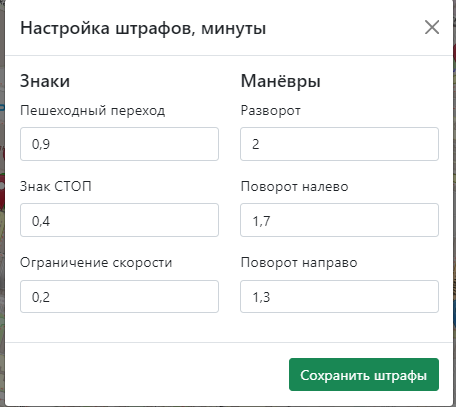 Настройка штрафов, минуты
Знаки
Пешеходный переход
0,9
Знак СТОП
0,4
Ограничение скорости
0,2
Манёвры
Разворот
2
Поворот налево
1,7
Поворот направо
1,3
Сохранить штрафы